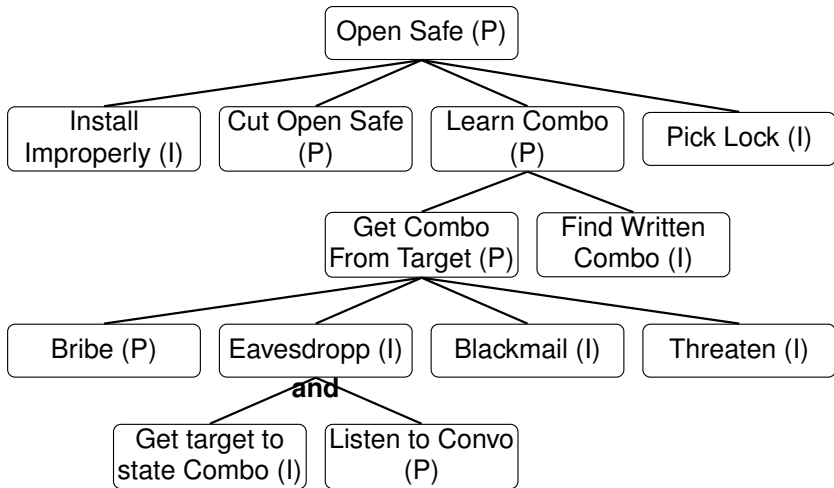 Open Safe (P)
Install
Improperly (I)
Cut Open Safe
(P)
Learn Combo
(P)
Pick Lock (I)
Get Combo
From Target (P)
Find Written
Combo (I)
Bribe (P)
Eavesdropp (I)
Blackmail (I)
Threaten (I)
and
Get target to
state Combo (I)
Listen to Convo
(P)